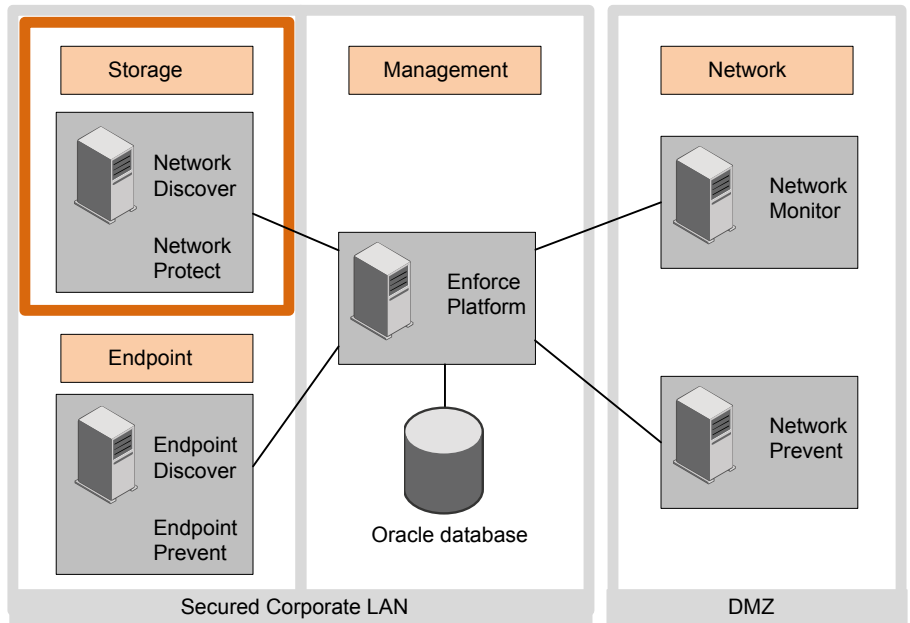 Storage
Management
Network
Network
Discover
Network
Protect
Enforce
Platform
Network
Monitor
Endpoint
Endpoint
Discover
Endpoint
Prevent
Oracle database
Network
Prevent
Secured Corporate LAN
DMZ